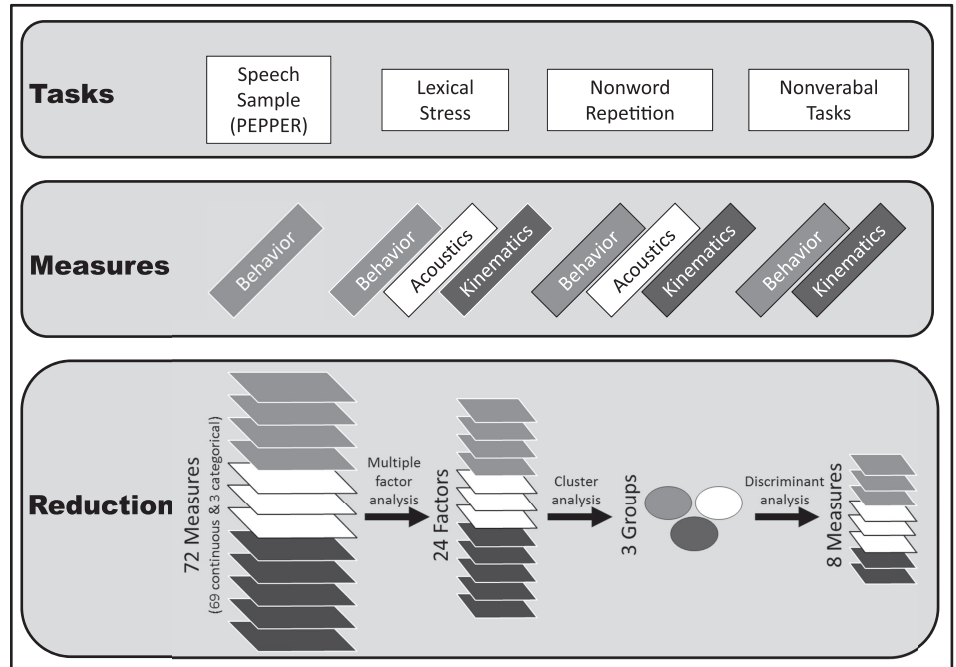 Tasks
Speech
Sample
(PEPPER)
Lexical
Stress
Nonword
Repetition
Nonverabal
Tasks
Measures
Behavior
Behavior
Acoustics
Kinematics
Behavior
Acoustics
Kinematics
Behavior
Kinematics
Reduction
72 Measures
(69 continuous & 3 categorical)
Multiple
factor
analysis
24 Factors
Cluster
analysis
3 Groups
Discriminant
analysis
8 Measures